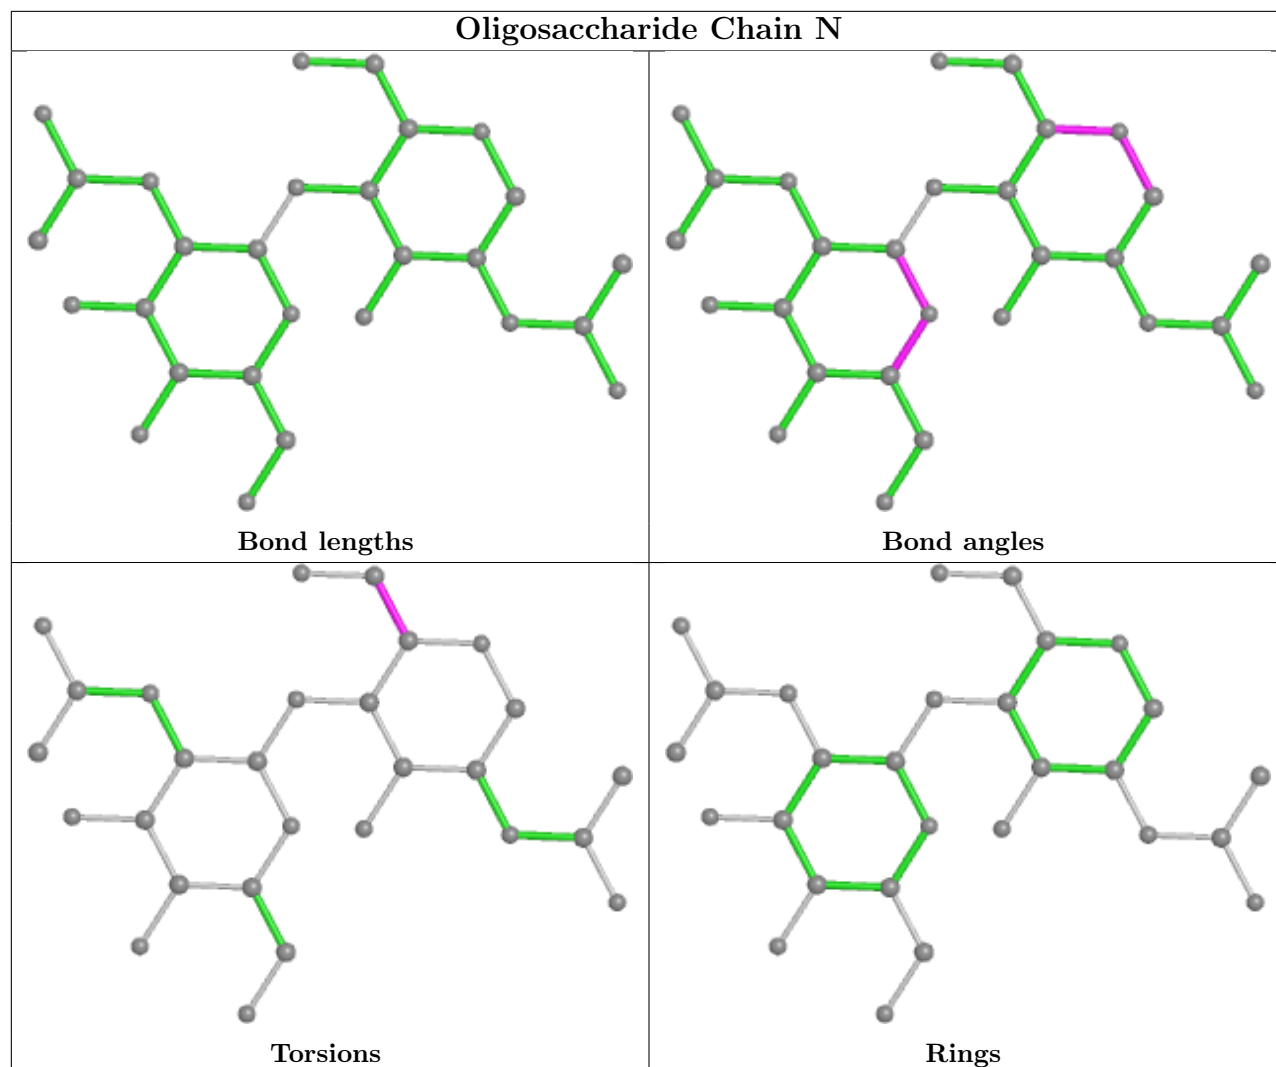 Oligosaccharide Chain N
Bond lengths
Bond angles
Torsions
Rings